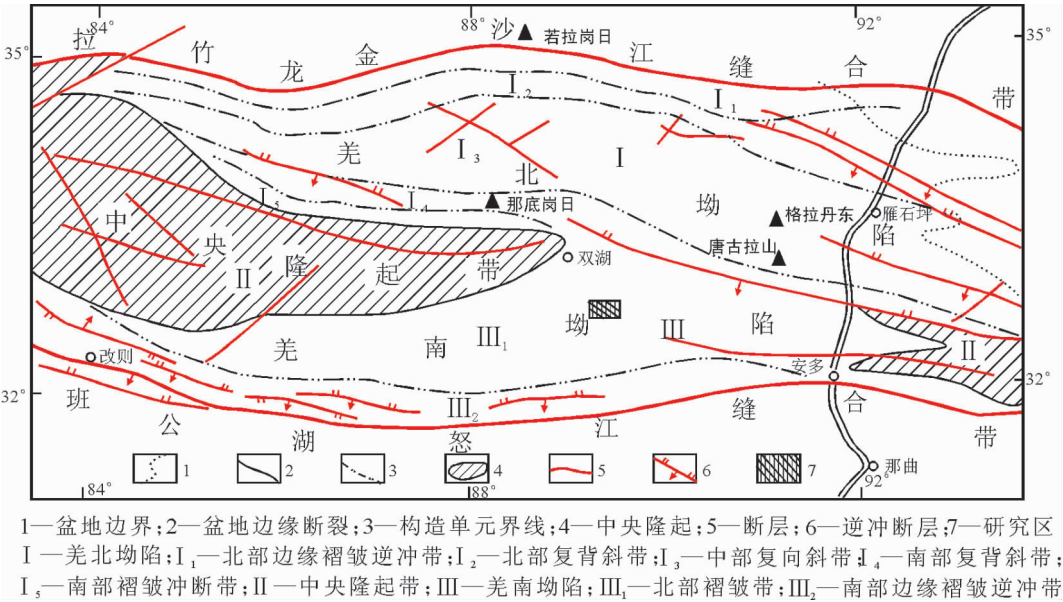 84° 88° 92°
35° 35°
拉竹龙金沙江缝合带
若拉岗日
Ⅰ₂ Ⅰ₁
羌北坳陷
Ⅰ₃ Ⅰ
Ⅰ₅ Ⅰ₄ 那底岗日
格拉丹东 雁石坪
唐古拉山
中央隆起带
Ⅱ
双湖
羌南坳陷
Ⅲ₁ Ⅲ
Ⅱ
改则
安多
32° 32°
Ⅲ₂
班公湖怒江缝合带
那曲
1 2 3 4 5 6 7
84° 88° 92°
1—盆地边界;2—盆地边缘断裂;3—构造单元界线;4—中央隆起;5—断层;6—逆冲断层;7—研究区
Ⅰ—羌北坳陷;Ⅰ₁—北部边缘褶皱逆冲带;Ⅰ₂—北部复背斜带;Ⅰ₃—中部复向斜带;Ⅰ₄—南部复背斜带;
Ⅰ₅—南部褶皱冲断带;Ⅱ—中央隆起带;Ⅲ—羌南坳陷;Ⅲ₁—北部褶皱带;Ⅲ₂—南部边缘褶皱逆冲带